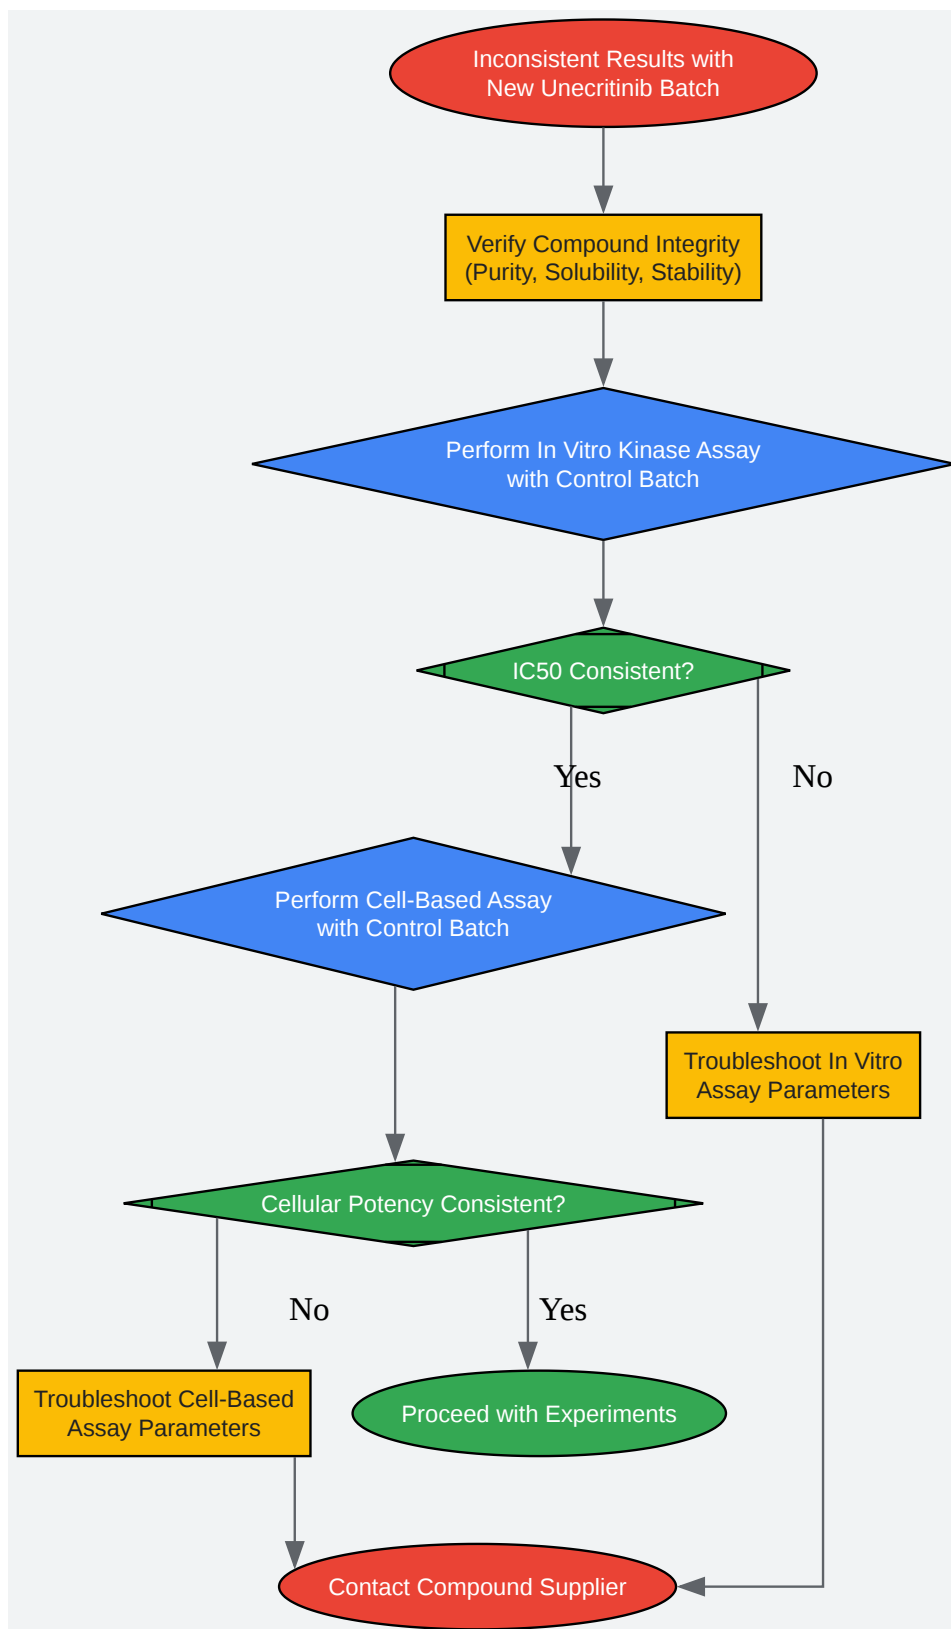 Inconsistent Results with
New Unecritinib Batch
Verify Compound Integrity
(Purity, Solubility, Stability)
Perform In Vitro Kinase Assay
with Control Batch
IC50 Consistent?
Yes
No
Perform Cell-Based Assay
with Control Batch
Troubleshoot In Vitro
Assay Parameters
Cellular Potency Consistent?
No
Yes
Troubleshoot Cell-Based
Assay Parameters
Proceed with Experiments
Contact Compound Supplier